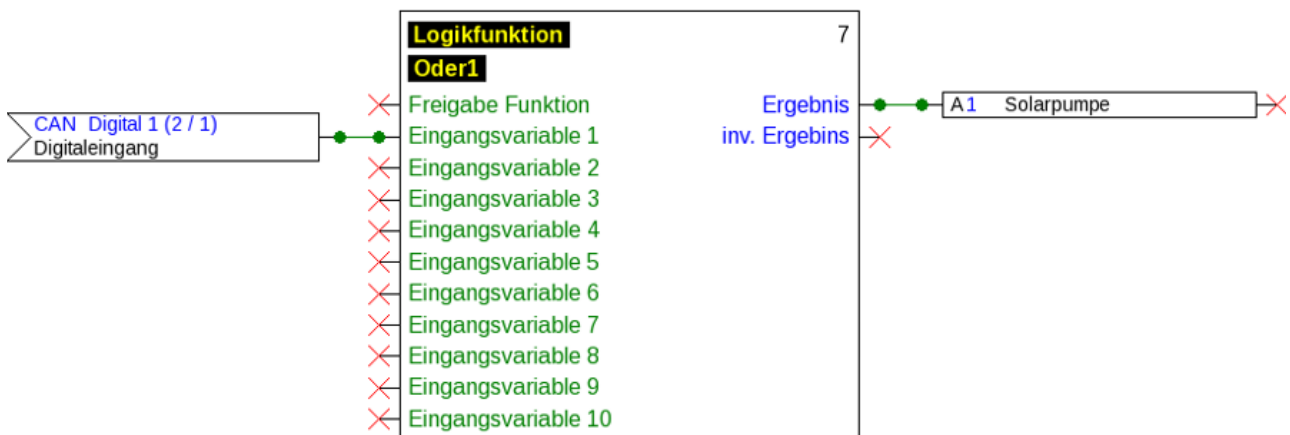 Logikfunktion 7
Oder1
Freigabe Funktion Ergebnis A1 Solarpumpe
CAN Digital 1 (2 / 1)
Digitaleingang
Eingangsvariable 1 inv. Ergebins
Eingangsvariable 2
Eingangsvariable 3
Eingangsvariable 4
Eingangsvariable 5
Eingangsvariable 6
Eingangsvariable 7
Eingangsvariable 8
Eingangsvariable 9
Eingangsvariable 10